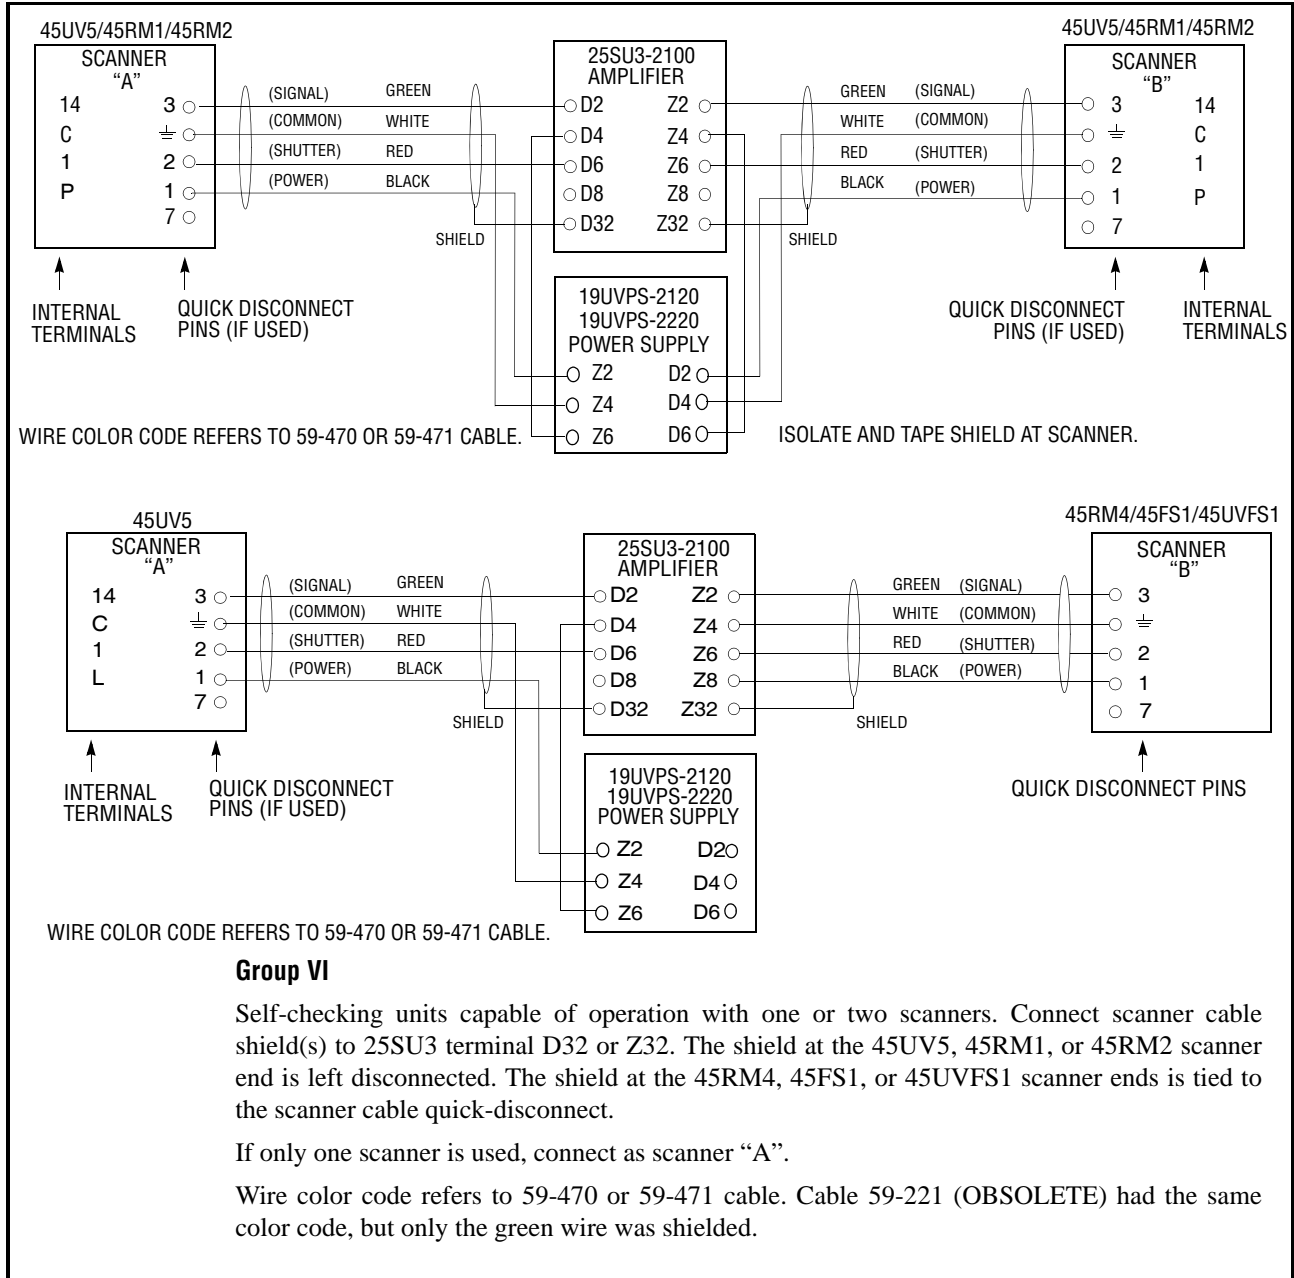 45UV5/45RM1/45RM2
SCANNER
“A”
14 3
C
1 2
P 1
7
INTERNAL
TERMINALS
QUICK DISCONNECT
PINS (IF USED)
(SIGNAL) GREEN
(COMMON) WHITE
(SHUTTER) RED
(POWER) BLACK
SHIELD
25SU3-2100
AMPLIFIER
D2 Z2
D4 Z4
D6 Z6
D8 Z8
D32 Z32
GREEN (SIGNAL)
WHITE (COMMON)
RED (SHUTTER)
BLACK (POWER)
SHIELD
45UV5/45RM1/45RM2
SCANNER
“B”
3 14
C
2 1
1 P
7
QUICK DISCONNECT
PINS (IF USED)
INTERNAL
TERMINALS
19UVPS-2120
19UVPS-2220
POWER SUPPLY
Z2 D2
Z4 D4
Z6 D6
WIRE COLOR CODE REFERS TO 59-470 OR 59-471 CABLE.
ISOLATE AND TAPE SHIELD AT SCANNER.
45UV5
SCANNER
“A”
14 3
C
1 2
L 1
7
INTERNAL
TERMINALS
QUICK DISCONNECT
PINS (IF USED)
(SIGNAL) GREEN
(COMMON) WHITE
(SHUTTER) RED
(POWER) BLACK
SHIELD
25SU3-2100
AMPLIFIER
D2 Z2
D4 Z4
D6 Z6
D8 Z8
D32 Z32
GREEN (SIGNAL)
WHITE (COMMON)
RED (SHUTTER)
BLACK (POWER)
SHIELD
45RM4/45FS1/45UVFS1
SCANNER
“B”
3
2
1
7
QUICK DISCONNECT PINS
19UVPS-2120
19UVPS-2220
POWER SUPPLY
Z2 D2
Z4 D4
Z6 D6
WIRE COLOR CODE REFERS TO 59-470 OR 59-471 CABLE.
Group VI
Self-checking units capable of operation with one or two scanners. Connect scanner cable
shield(s) to 25SU3 terminal D32 or Z32. The shield at the 45UV5, 45RM1, or 45RM2 scanner
end is left disconnected. The shield at the 45RM4, 45FS1, or 45UVFS1 scanner ends is tied to
the scanner cable quick-disconnect.
If only one scanner is used, connect as scanner “A”.
Wire color code refers to 59-470 or 59-471 cable. Cable 59-221 (OBSOLETE) had the same
color code, but only the green wire was shielded.